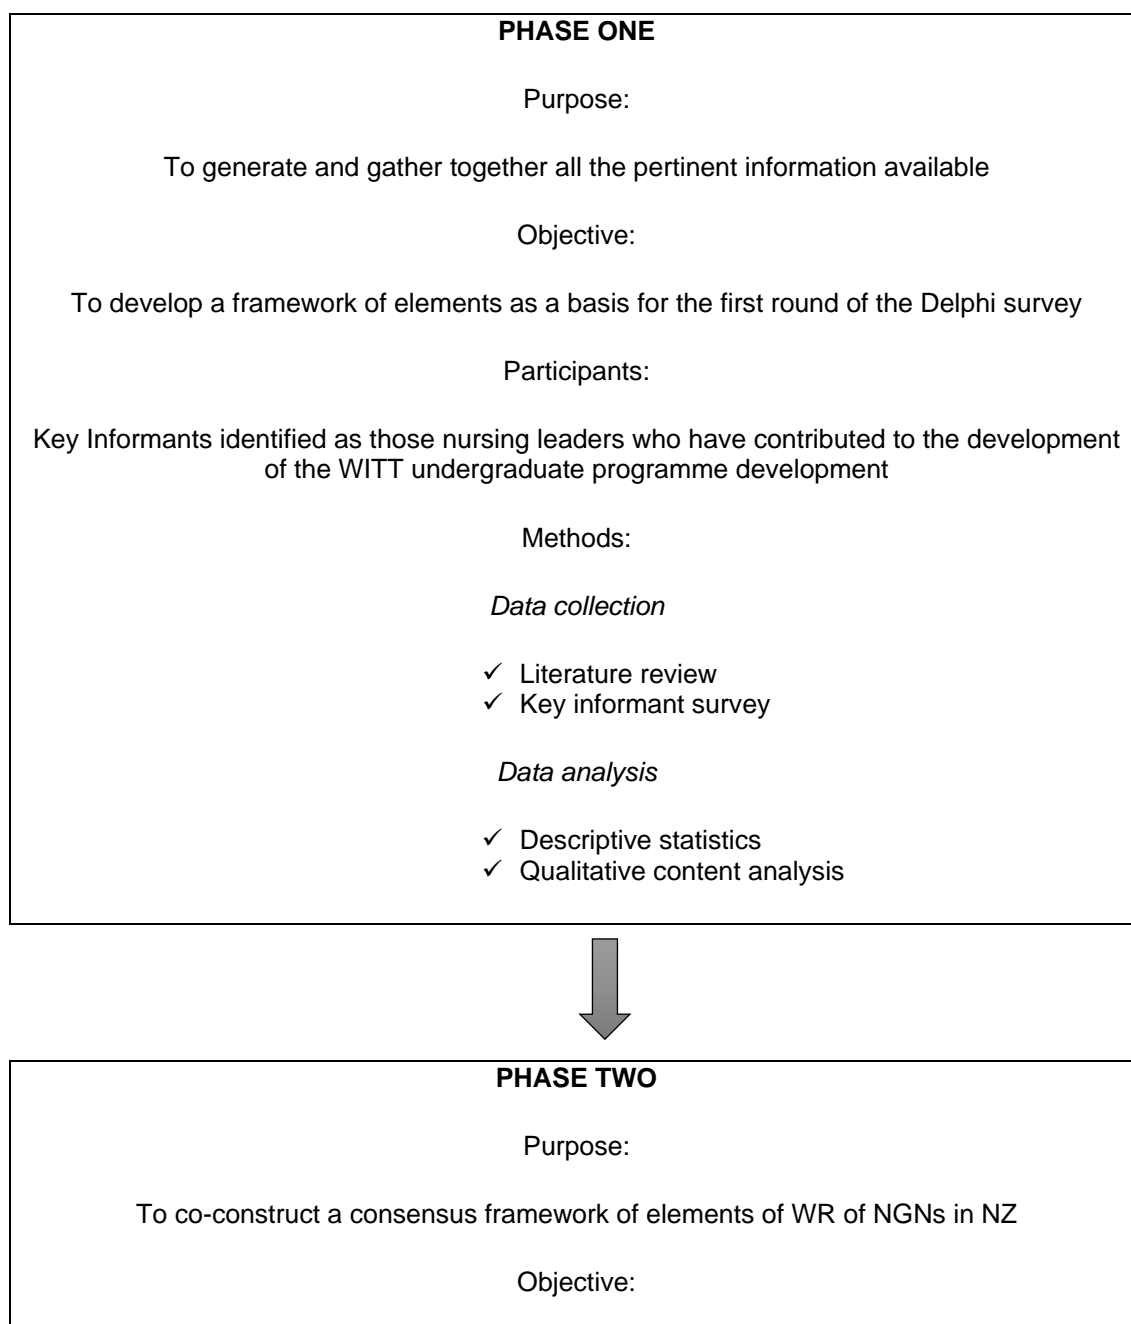 PHASE ONE
Purpose:
To generate and gather together all the pertinent information available
Objective:
To develop a framework of elements as a basis for the first round of the Delphi survey
Participants:
Key Informants identified as those nursing leaders who have contributed to the development
of the WITT undergraduate programme development
Methods:
Data collection
✓ Literature review
✓ Key informant survey
Data analysis
✓ Descriptive statistics
✓ Qualitative content analysis
PHASE TWO
Purpose:
To co-construct a consensus framework of elements of WR of NGNs in NZ
Objective: